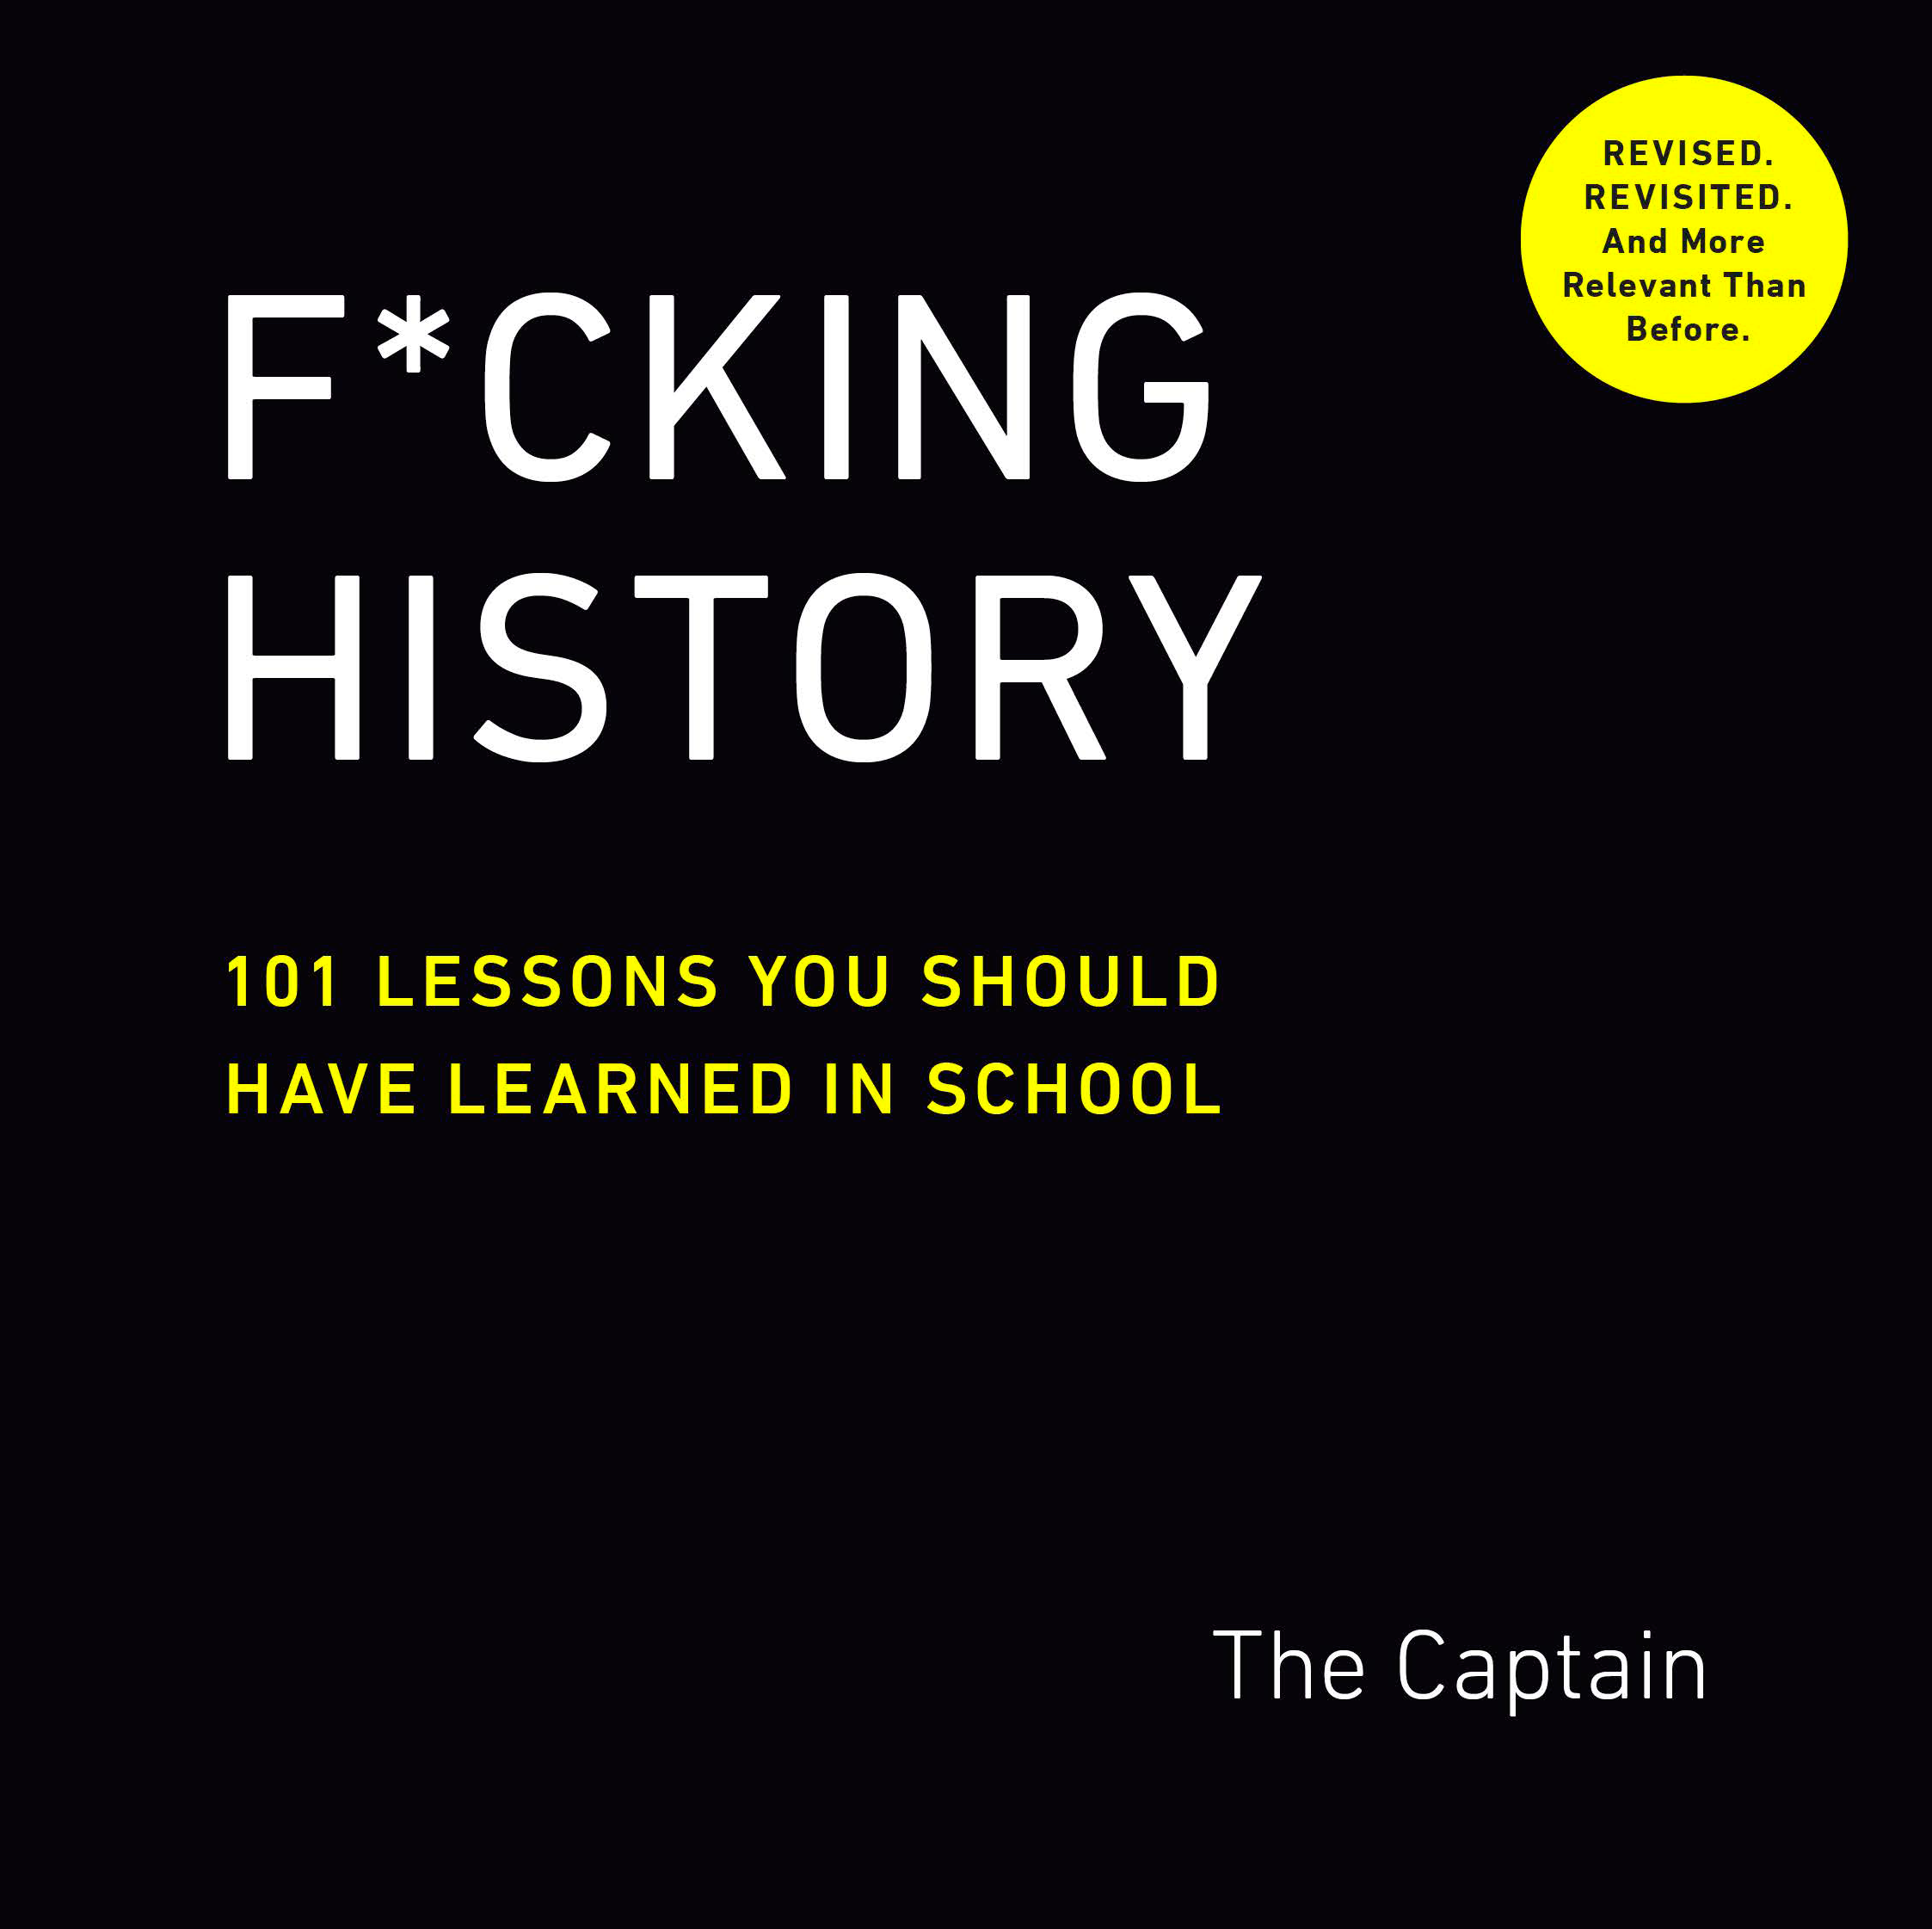 REVISED.
REVISITED.
And More
Relevant Than
Before.
F*CKING
HISTORY
101 LESSONS YOU SHOULD
HAVE LEARNED IN SCHOOL
The Captain